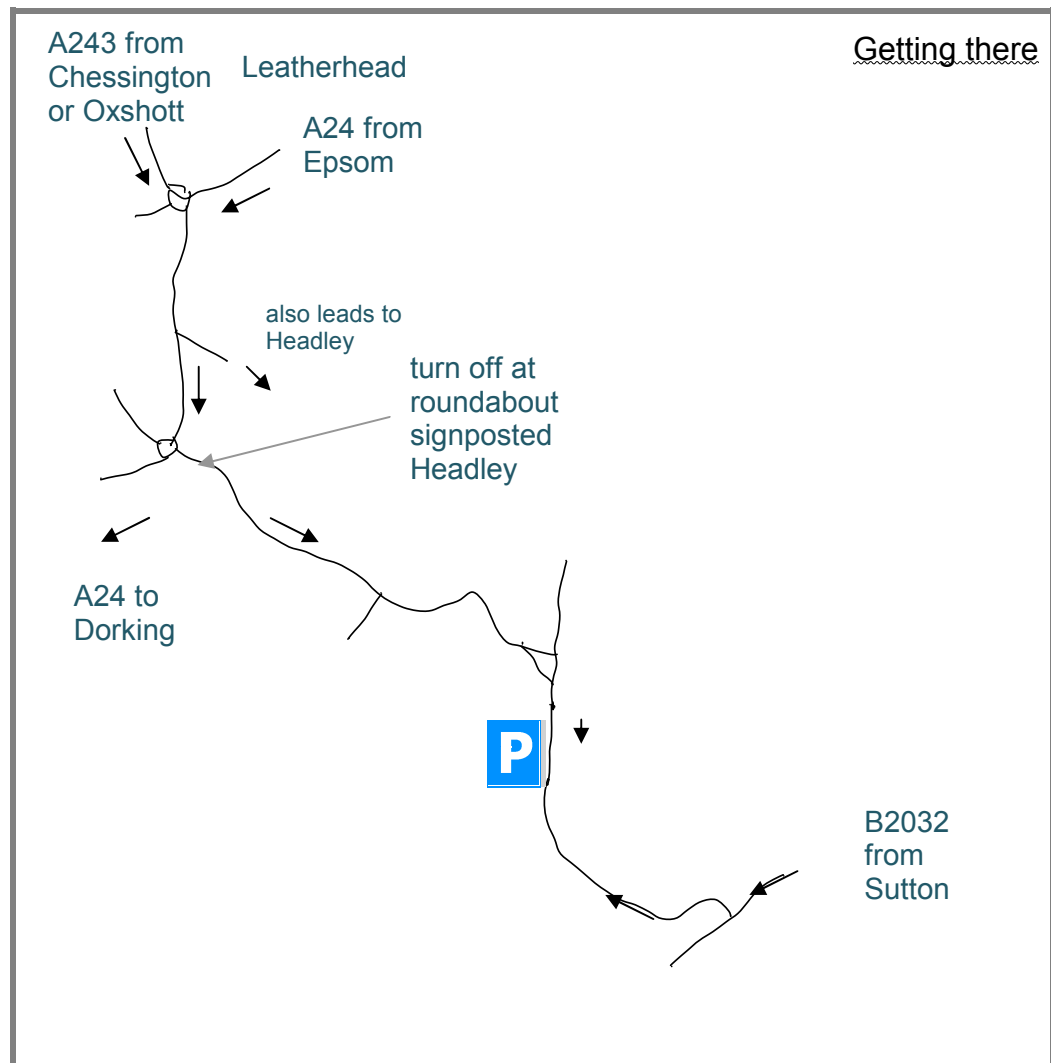 Getting there
A243 from
Chessington
or Oxshott
Leatherhead
A24 from
Epsom
also leads to
Headley
turn off at
roundabout
signposted
Headley
A24 to
Dorking
P
B2032
from
Sutton